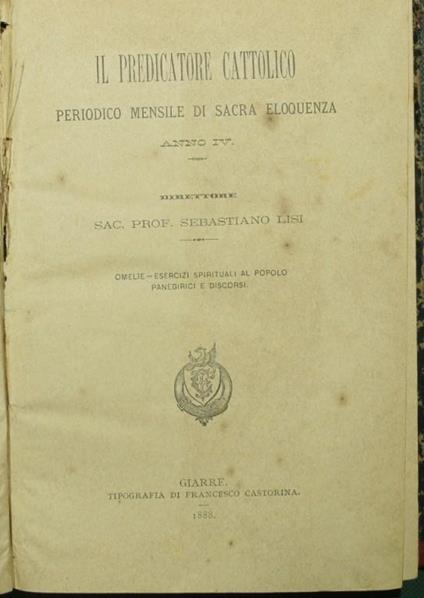 IL PREDICATORE CATTOLICO
PERIODICO MENSILE DI SACRA ELOQUENZA
ANNO IV.
DIRETTORE
SAC. PROF. SEBASTIANO LISI
OMELIE — ESERCIZI SPIRITUALI AL POPOLO
PANEGIRICI E DISCORSI.
GIARRE.
TIPOGRAFIA DI FRANCESCO CASTORINA.
1888.